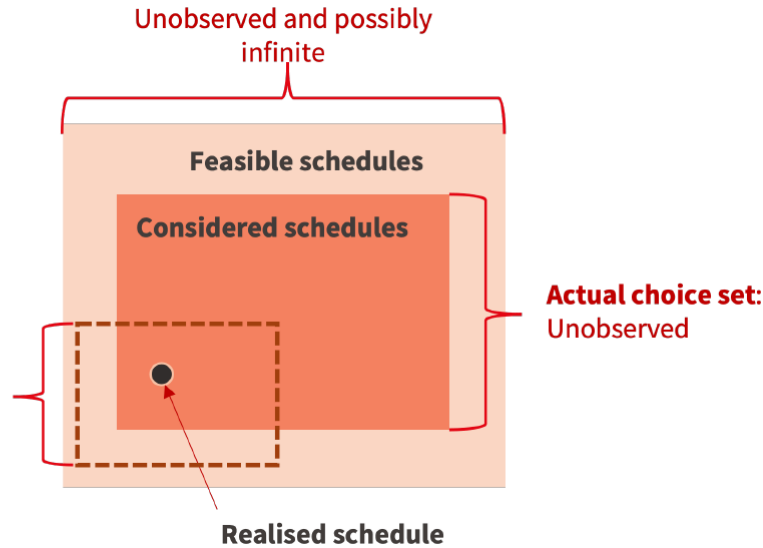 Unobserved and possibly
infinite
Feasible schedules
Considered schedules
Actual choice set:
Unobserved
Realised schedule